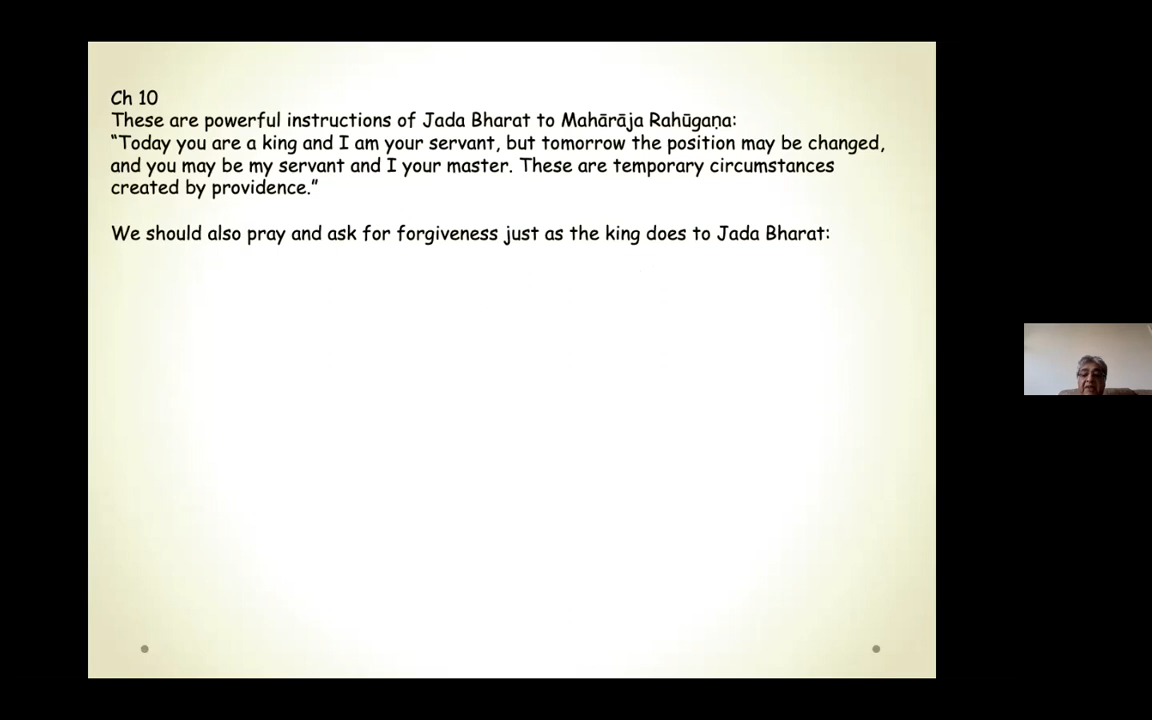 Ch 10
These are powerful instructions of Jada Bharat to Mahārāja Rahūgaṇa:
“Today you are a king and I am your servant, but tomorrow the position may be changed,
and you may be my servant and I your master. These are temporary circumstances
created by providence.”
We should also pray and ask for forgiveness just as the king does to Jada Bharat: